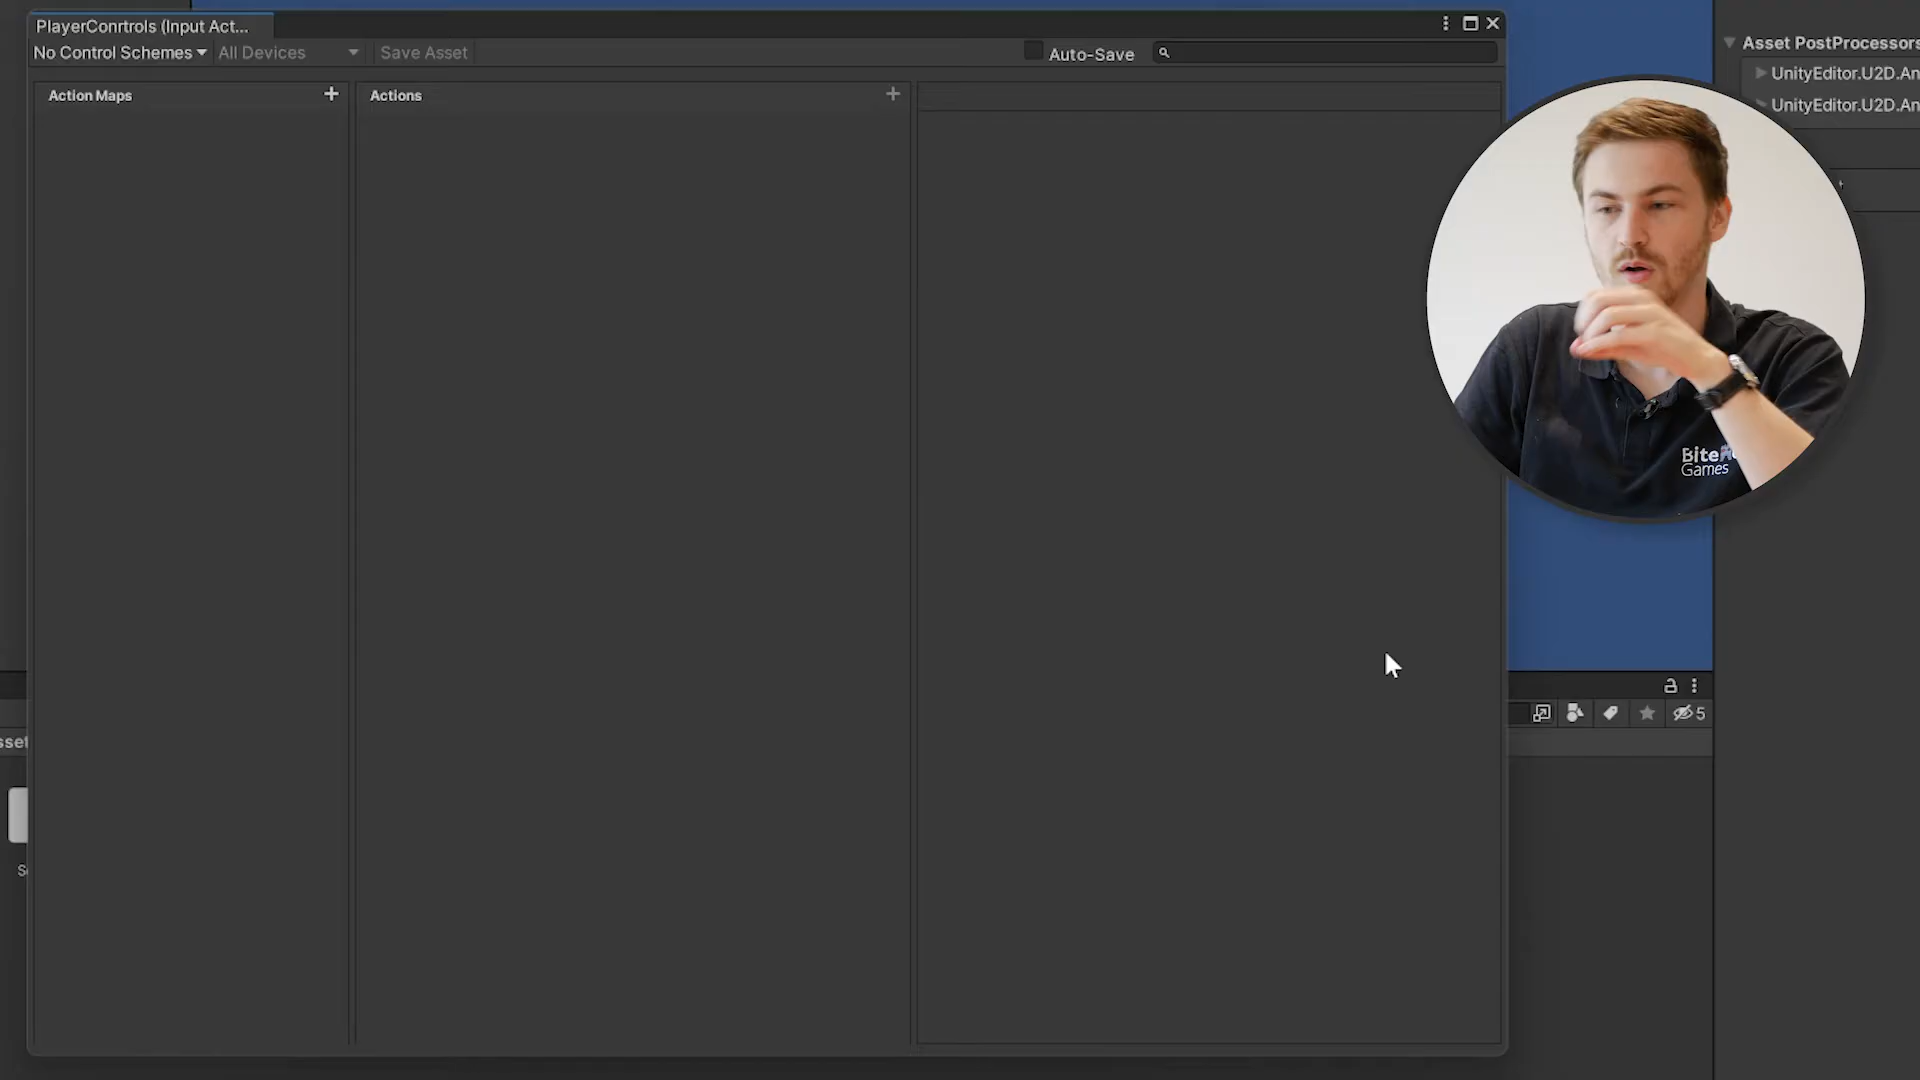 PlayerConrtrols (Input Act...
No Control Schemes
All Devices
Save Asset
Auto-Save
Action Maps
Actions
Asset PostProcessors
UnityEditor.U2D.An
UnityEditor.U2D.An
Bite
Games
5
sset